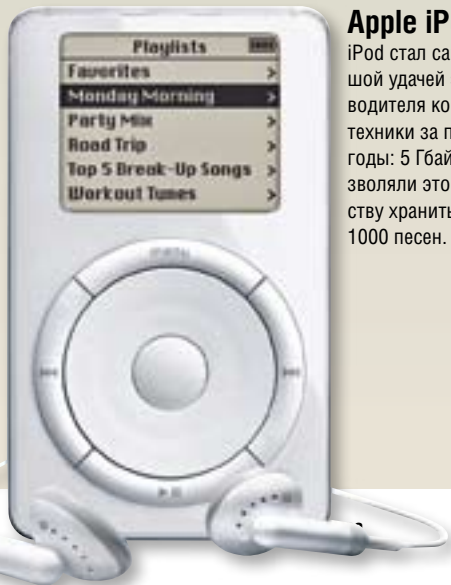 Playlists
Favorites >
Monday Morning >
Party Mix >
Road Trip >
Top 5 Break-Up Songs >
Workout Tunes >
menu
Apple iP
iPod стал са
шой удачей
водителя ко
техники за п
годы: 5 Гбай
зволяли это
ству хранить
1000 песен.